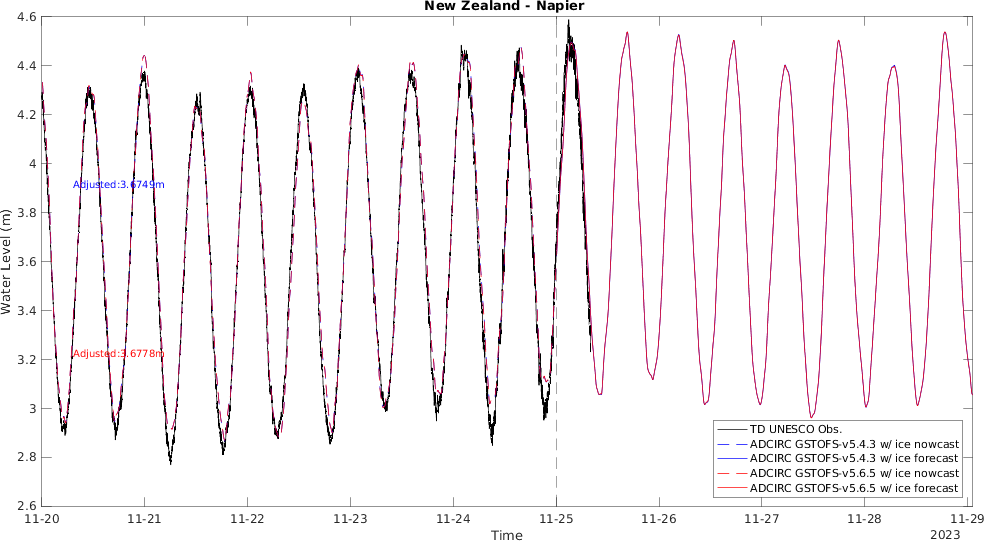 New Zealand - Napier
4.6
4.4
4.2
4
3.8
3.6
3.4
3.2
3
2.8
2.6
Water Level (m)
Adjusted:3.6749m
Adjusted:3.6778m
TD UNESCO Obs.
ADCIRC GSTOFS-v5.4.3 w/ ice nowcast
ADCIRC GSTOFS-v5.4.3 w/ ice forecast
ADCIRC GSTOFS-v5.6.5 w/ ice nowcast
ADCIRC GSTOFS-v5.6.5 w/ ice forecast
11-20 11-21 11-22 11-23 11-24 11-25 11-26 11-27 11-28 11-29
Time
2023